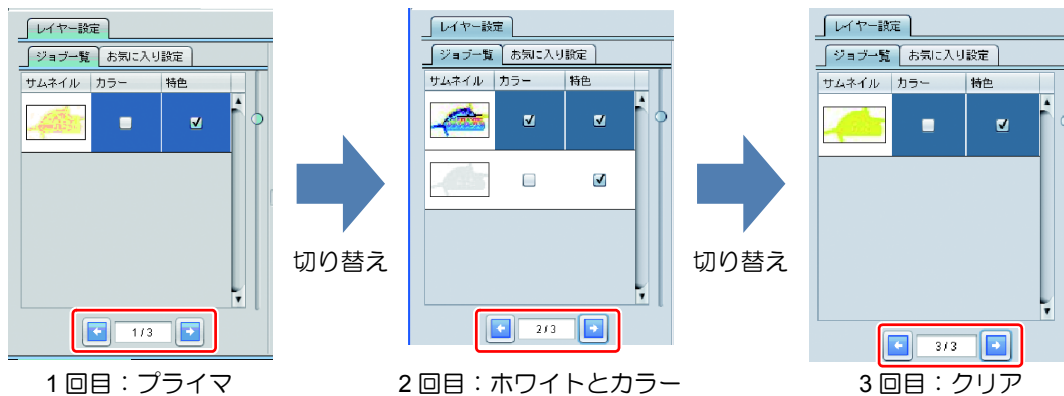 レイヤー設定
ジョブ一覧 お気に入り設定
サムネイル カラー 特色
1/3
1回目：プライマ
切り替え
レイヤー設定
ジョブ一覧 お気に入り設定
サムネイル カラー 特色
2/3
2回目：ホワイトとカラー
切り替え
レイヤー設定
ジョブ一覧 お気に入り設定
サムネイル カラー 特色
3/3
3回目：クリア